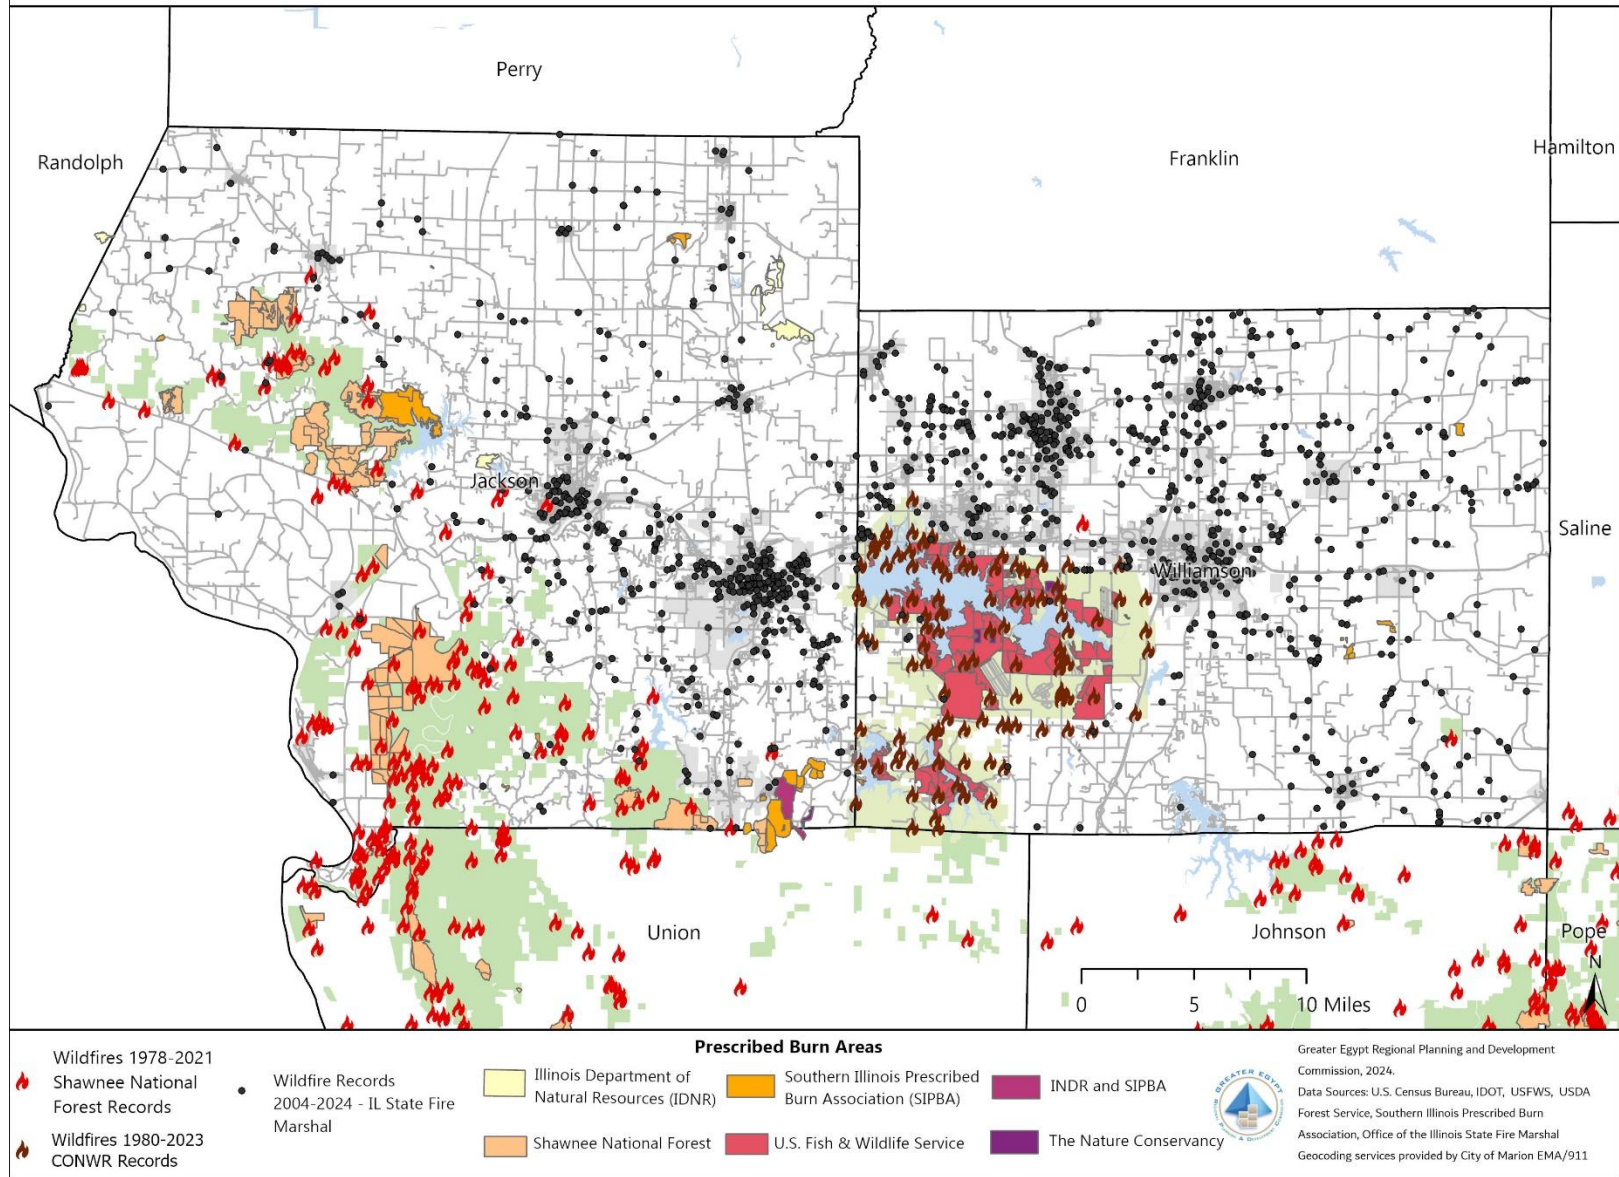 Perry
Randolph
Franklin
Hamilton
Jackson
Williamson
Saline
Union
Johnson
Pope
N
0 5 10 Miles
Prescribed Burn Areas
Wildfires 1978-2021
Shawnee National
Forest Records
Wildfires 1980-2023
CONWR Records
Wildfire Records
2004-2024 - IL State Fire
Marshal
Illinois Department of
Natural Resources (IDNR)
Shawnee National Forest
Southern Illinois Prescribed
Burn Association (SIPBA)
U.S. Fish & Wildlife Service
INDR and SIPBA
The Nature Conservancy
GREATER EGYPT
Greater Egypt Regional Planning and Development
Commission, 2024.
Data Sources: U.S. Census Bureau, IDOT, USFWS, USDA
Forest Service, Southern Illinois Prescribed Burn
Association, Office of the Illinois State Fire Marshal
Geocoding services provided by City of Marion EMA/911